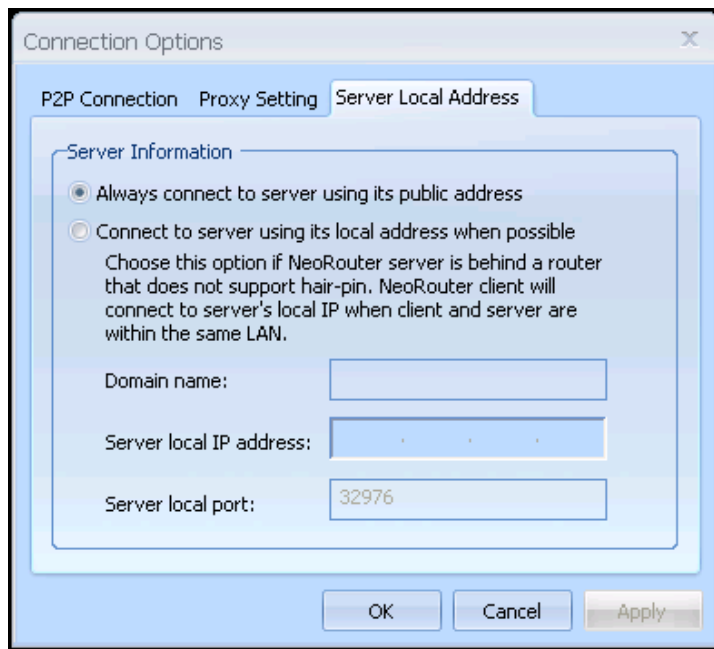 Connection Options
P2P Connection Proxy Setting Server Local Address
Server Information
Always connect to server using its public address
Connect to server using its local address when possible
Choose this option if NeoRouter server is behind a router
that does not support hair-pin. NeoRouter client will
connect to server's local IP when client and server are
within the same LAN.
Domain name:
Server local IP address:
Server local port: 32976
OK Cancel Apply